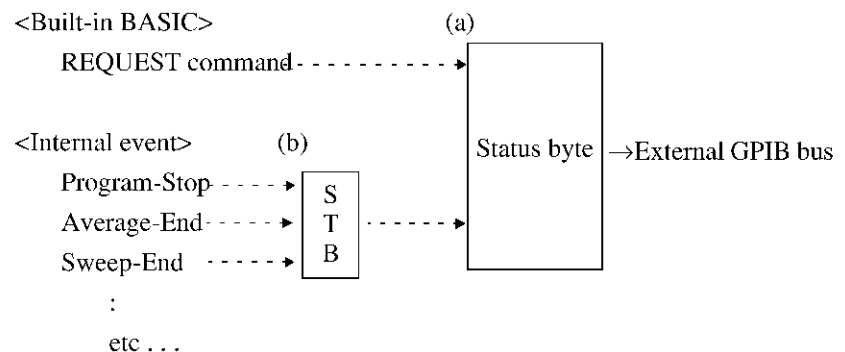 <Built-in BASIC>
(a)
REQUEST command
<Internal event>
(b)
Status byte
→External GPIB bus
Program-Stop
S
Average-End
T
Sweep-End
B
:
etc . . .